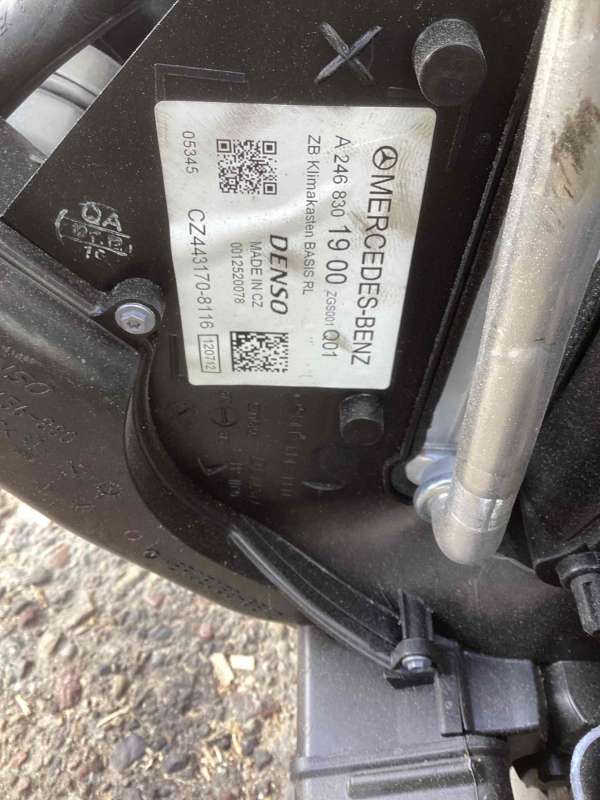 MERCEDES-BENZ
A 246 830 19 00 ZGS001 Q01
ZB Klimakasten BASIS RL
DENSO
MADE IN CZ
0012520078
05345
CZ443170-8116 120712
QA